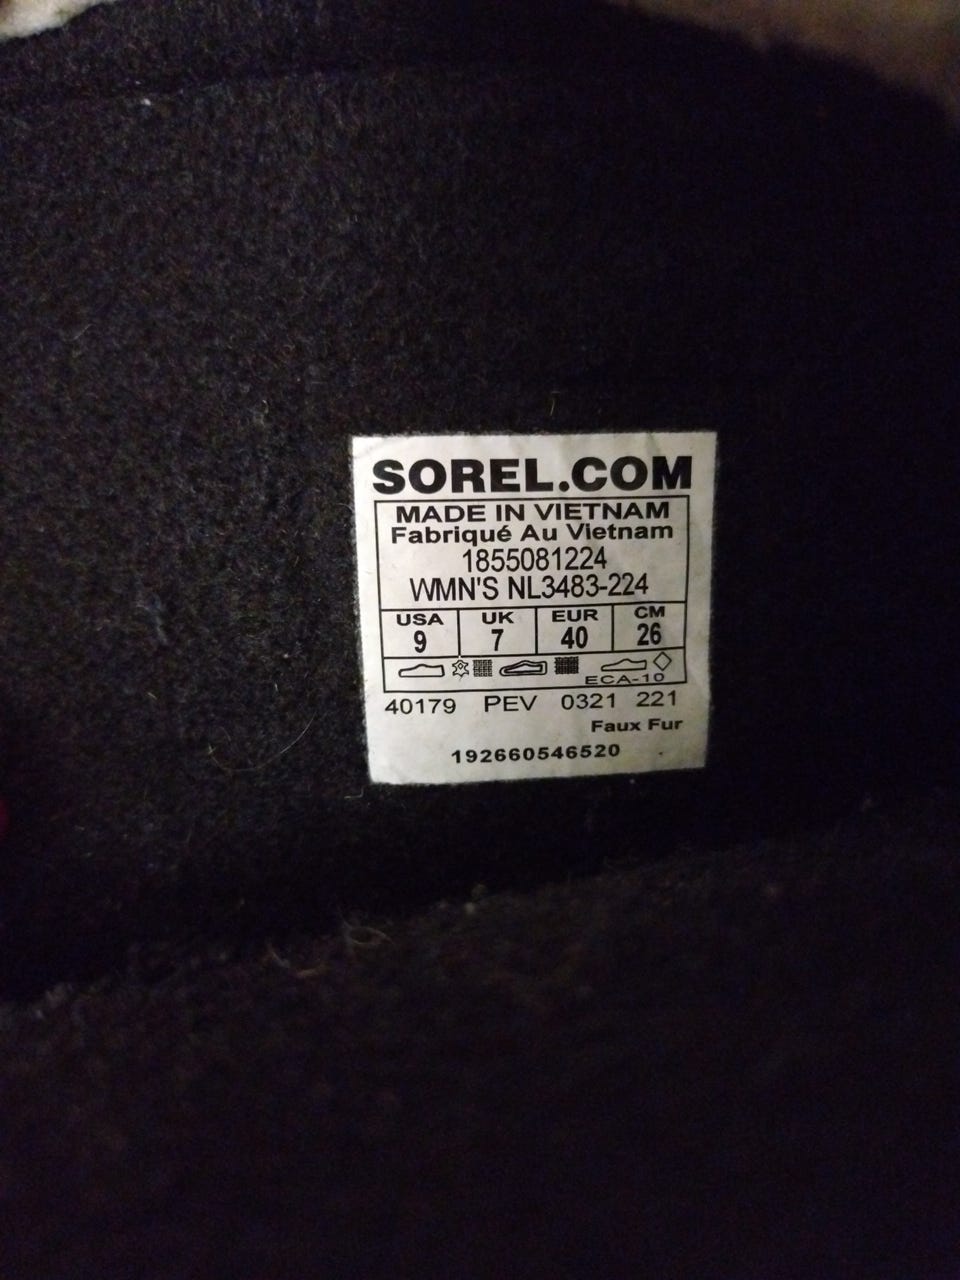 SOREL.COM
MADE IN VIETNAM
Fabriqué Au Vietnam
1855081224
WMN'S NL3483-224
USA UK EUR CM
9 7 40 26
ECA-10
40179 PEV 0321 221
Faux Fur
192660546520